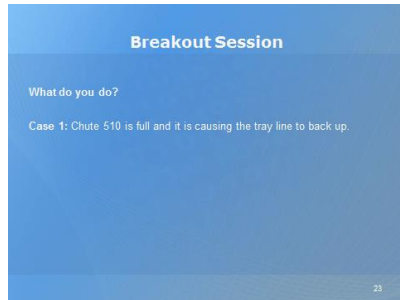 Breakout Session
What do you do?
Case 1: Chute 510 is full and it is causing the tray line to back up.
23